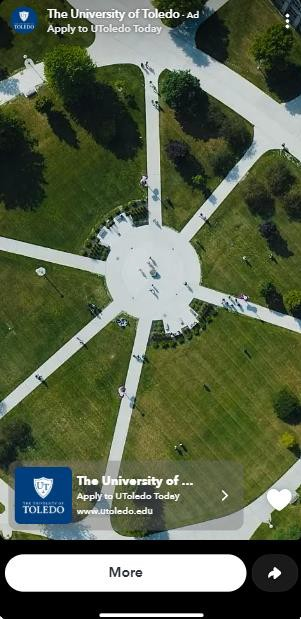 The University of Toledo · Ad
Apply to UToledo Today
TOLEDO
UT
THE UNIVERSITY OF
TOLEDO
The University of ...
Apply to UToledo Today
www.utoledo.edu
More